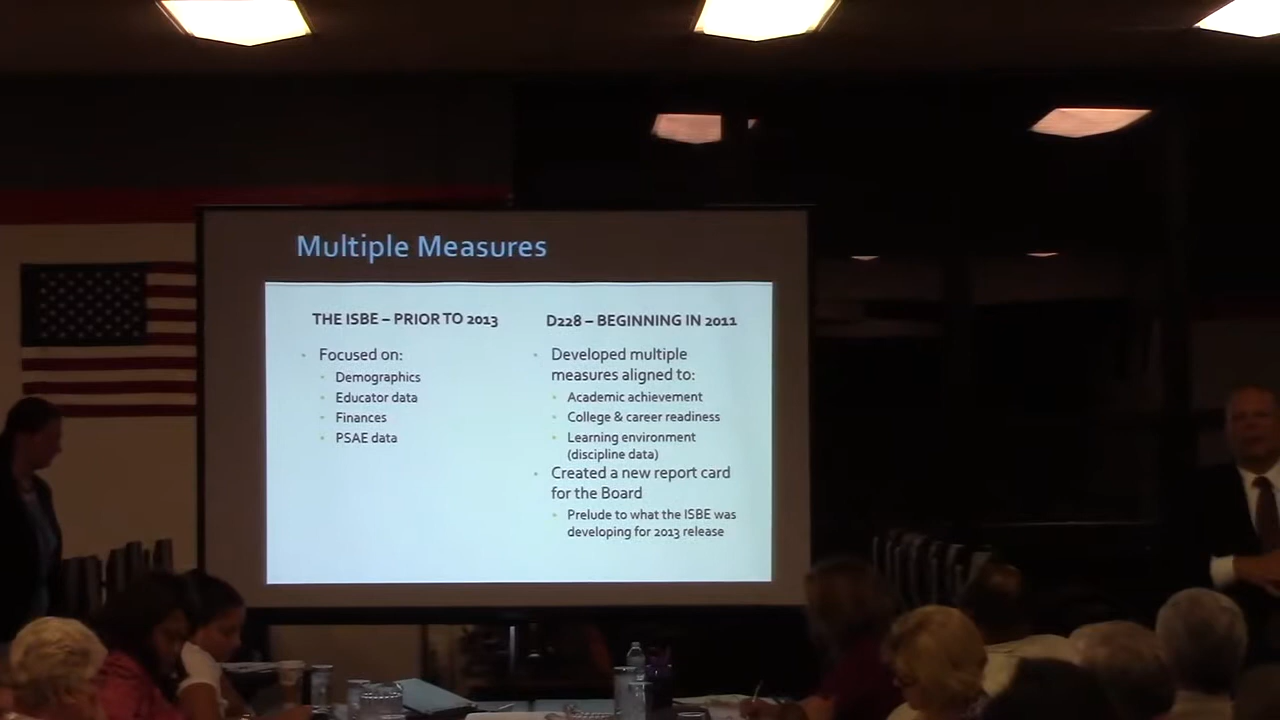 Multiple Measures
THE ISBE – PRIOR TO 2013
Focused on:
Demographics
Educator data
Finances
PSAE data
D228 – BEGINNING IN 2011
Developed multiple
measures aligned to:
Academic achievement
College & career readiness
Learning environment
(discipline data)
Created a new report card
for the Board
Prelude to what the ISBE was
developing for 2013 release